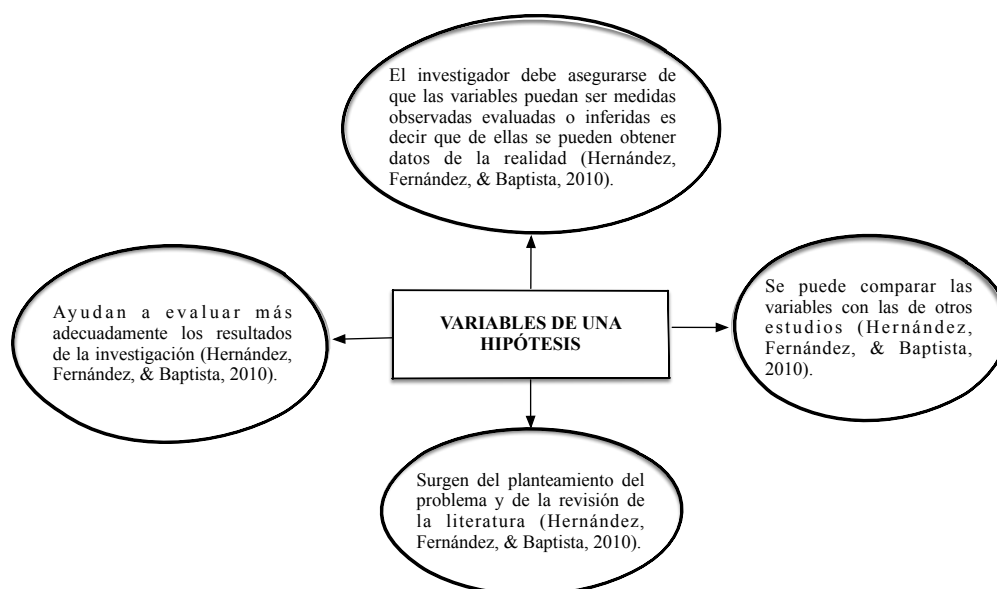 El investigador debe asegurarse de
que las variables puedan ser medidas
observadas evaluadas o inferidas es
decir que de ellas se pueden obtener
datos de la realidad (Hernández,
Fernández, & Baptista, 2010).
Ayudan a evaluar más
adecuadamente los resultados
de la investigación (Hernández,
Fernández, & Baptista, 2010).
VARIABLES DE UNA
HIPÓTESIS
Se puede comparar las
variables con las de otros
estudios (Hernández,
Fernández, & Baptista,
2010).
Surgen del planteamiento del
problema y de la revisión de
la literatura (Hernández,
Fernández, & Baptista, 2010).